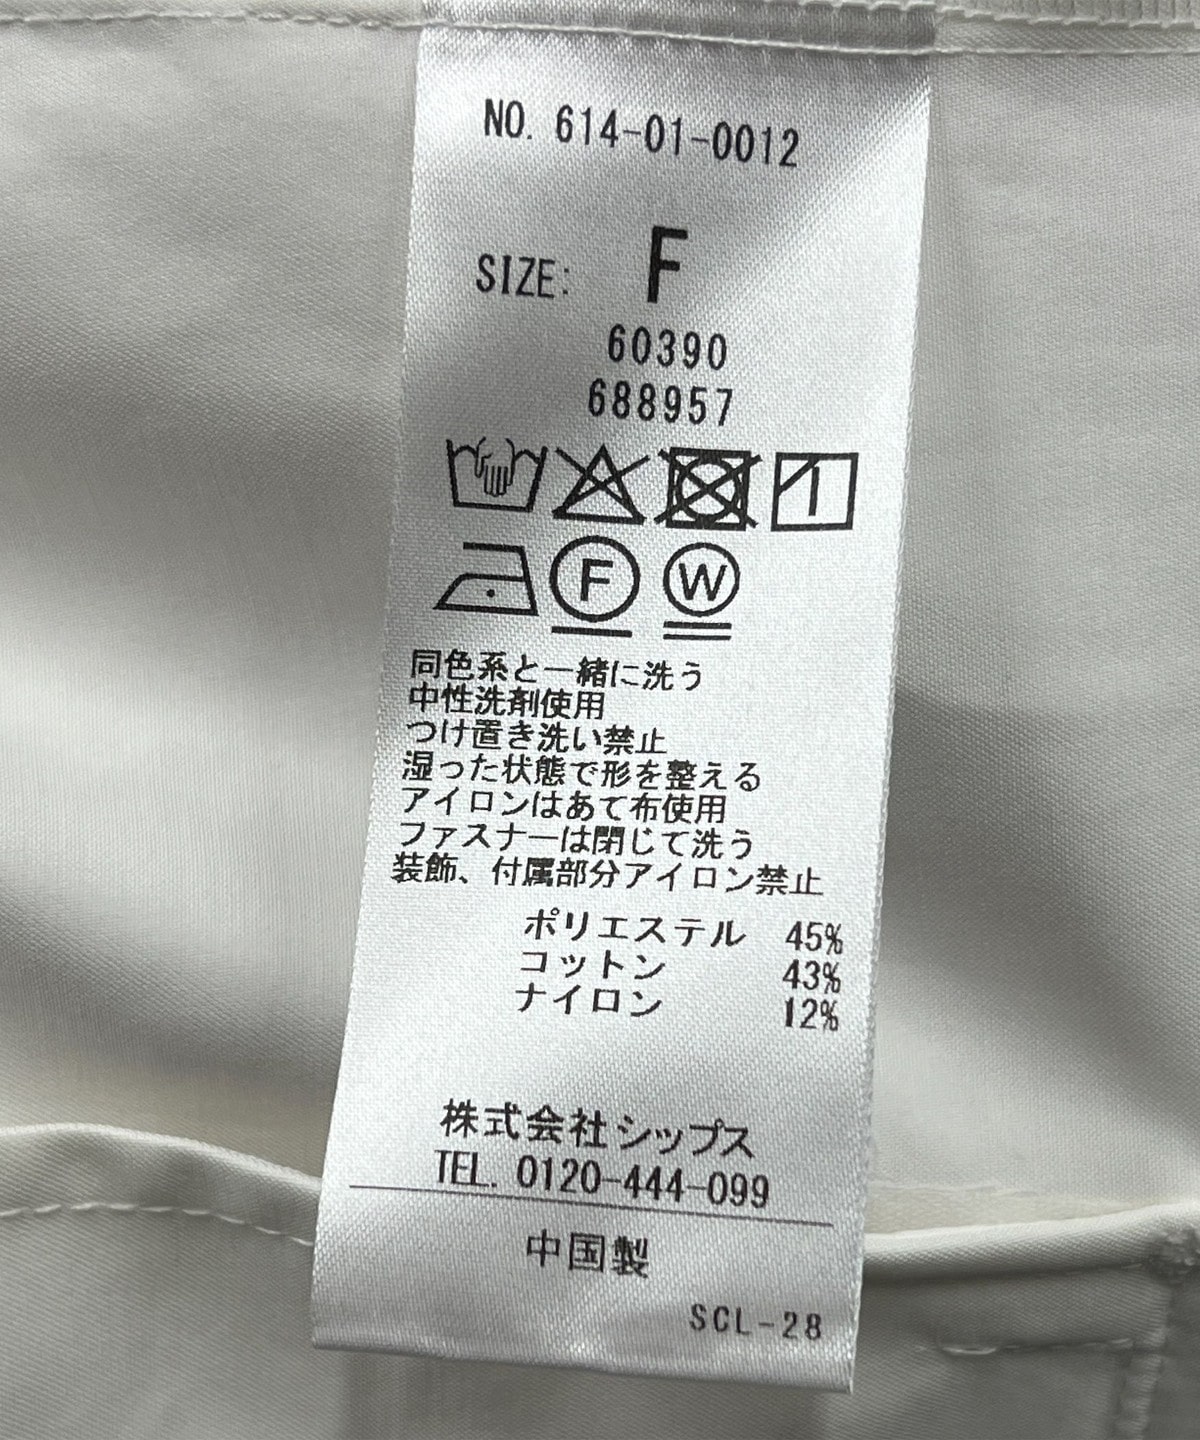 NO. 614-01-0012
SIZE: F
60390
688957
F W
同色系と一緒に洗う
中性洗剤使用
つけ置き洗い禁止
湿った状態で形を整える
アイロンはあて布使用
ファスナーは閉じて洗う
装飾、付属部分アイロン禁止
ポリエステル 45%
コットン 43%
ナイロン 12%
株式会社シップス
TEL. 0120-444-099
中国製
SCL-28